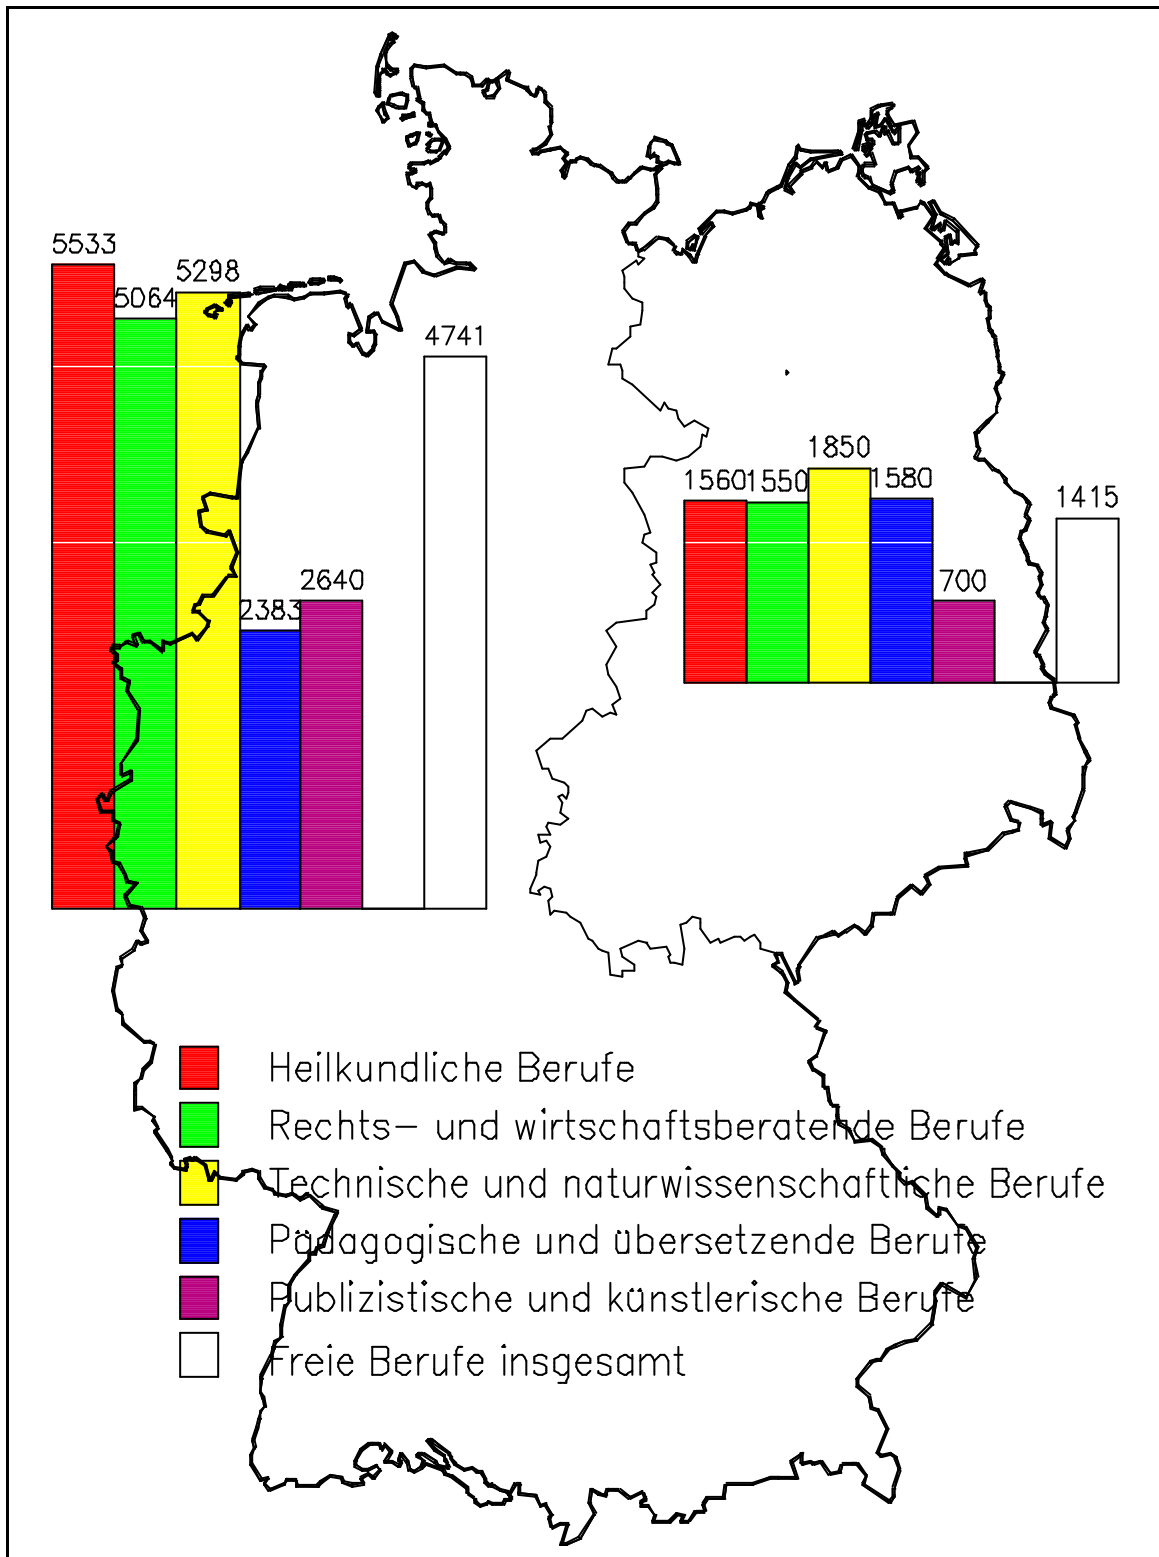 5533
5298
5064
4741
1850
1560
1550
1580
1415
2640
700
2383
Heilkundliche Berufe
Rechts- und wirtschaftsberatende Berufe
Technische und naturwissenschaftliche Berufe
Pädagogische und übersetzende Berufe
Publizistische und künstlerische Berufe
Freie Berufe insgesamt